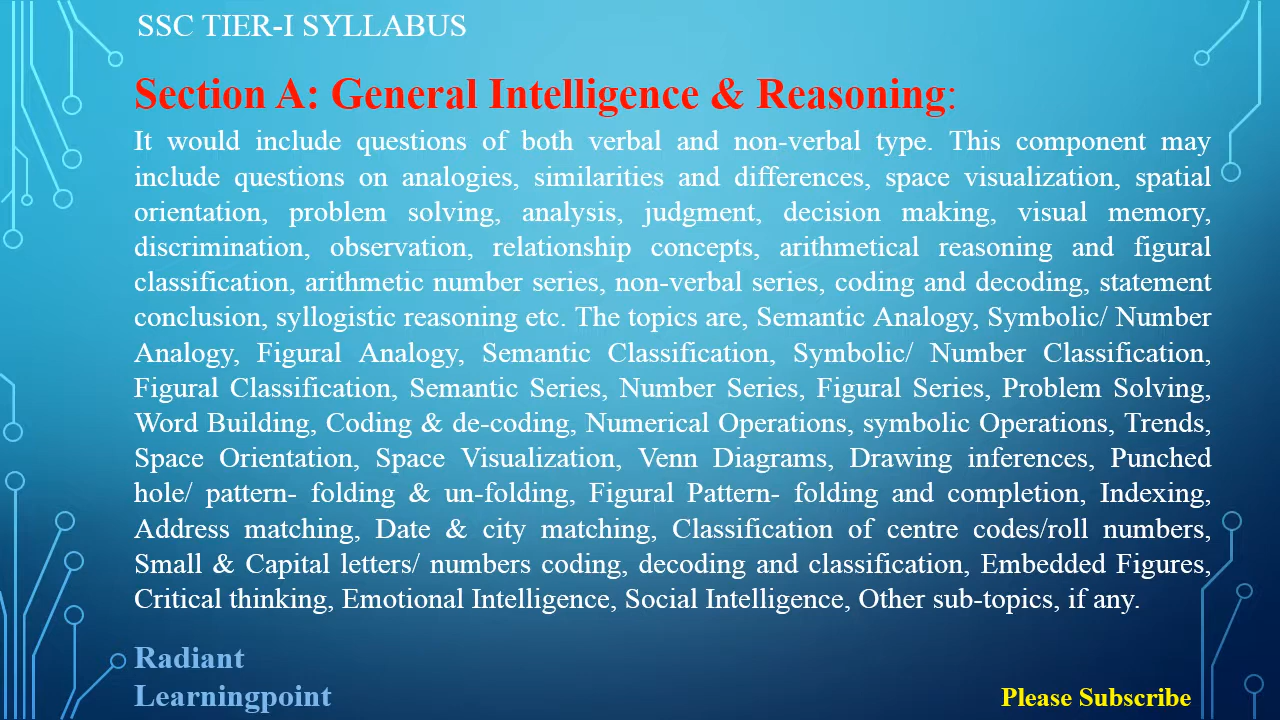 SSC TIER-I SYLLABUS
Section A: General Intelligence & Reasoning:
It would include questions of both verbal and non-verbal type. This component may
include questions on analogies, similarities and differences, space visualization, spatial
orientation, problem solving, analysis, judgment, decision making, visual memory,
discrimination, observation, relationship concepts, arithmetical reasoning and figural
classification, arithmetic number series, non-verbal series, coding and decoding, statement
conclusion, syllogistic reasoning etc. The topics are, Semantic Analogy, Symbolic/ Number
Analogy, Figural Analogy, Semantic Classification, Symbolic/ Number Classification,
Figural Classification, Semantic Series, Number Series, Figural Series, Problem Solving,
Word Building, Coding & de-coding, Numerical Operations, symbolic Operations, Trends,
Space Orientation, Space Visualization, Venn Diagrams, Drawing inferences, Punched
hole/ pattern- folding & un-folding, Figural Pattern- folding and completion, Indexing,
Address matching, Date & city matching, Classification of centre codes/roll numbers,
Small & Capital letters/ numbers coding, decoding and classification, Embedded Figures,
Critical thinking, Emotional Intelligence, Social Intelligence, Other sub-topics, if any.
Radiant
Learningpoint
Please Subscribe